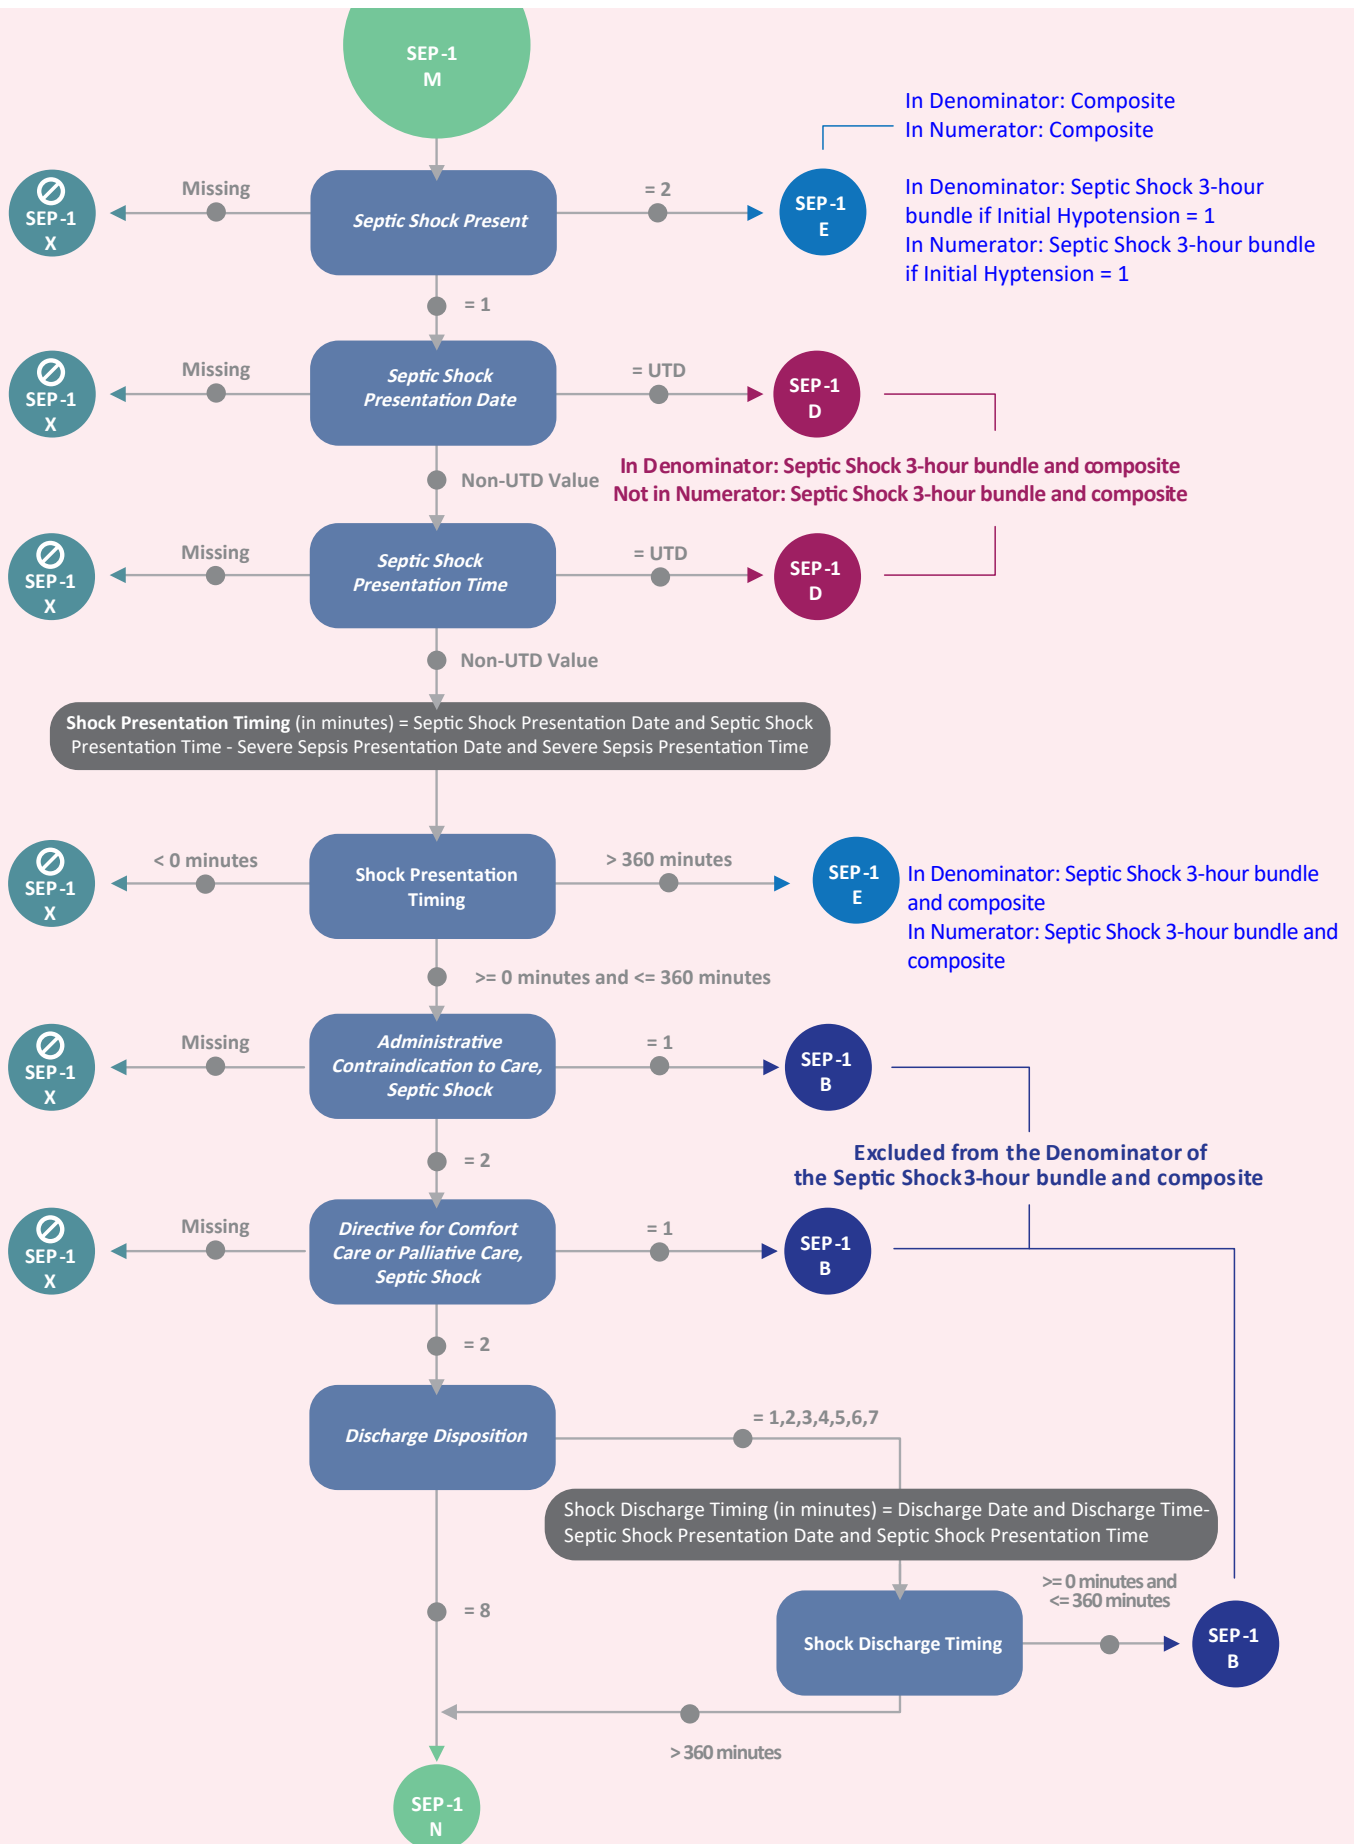 SEP-1
M
In Denominator: Composite
In Numerator: Composite
Missing
= 2
SEP-1
X
Septic Shock Present
SEP-1
E
In Denominator: Septic Shock 3-hour
bundle if Initial Hypotension = 1
In Numerator: Septic Shock 3-hour bundle
if Initial Hyptension = 1
= 1
Missing
= UTD
SEP-1
X
Septic Shock
Presentation Date
SEP-1
D
In Denominator: Septic Shock 3-hour bundle and composite
Not in Numerator: Septic Shock 3-hour bundle and composite
Non-UTD Value
Missing
= UTD
SEP-1
X
Septic Shock
Presentation Time
SEP-1
D
Non-UTD Value
Shock Presentation Timing (in minutes) = Septic Shock Presentation Date and Septic Shock
Presentation Time - Severe Sepsis Presentation Date and Severe Sepsis Presentation Time
< 0 minutes
> 360 minutes
SEP-1
X
Shock Presentation
Timing
SEP-1
E
In Denominator: Septic Shock 3-hour bundle
and composite
In Numerator: Septic Shock 3-hour bundle and
composite
>= 0 minutes and <= 360 minutes
Missing
= 1
SEP-1
X
Administrative
Contraindication to Care,
Septic Shock
SEP-1
B
= 2
Excluded from the Denominator of
the Septic Shock 3-hour bundle and composite
Missing
= 1
SEP-1
X
Directive for Comfort
Care or Palliative Care,
Septic Shock
SEP-1
B
= 2
Discharge Disposition
= 1,2,3,4,5,6,7
Shock Discharge Timing (in minutes) = Discharge Date and Discharge Time-
Septic Shock Presentation Date and Septic Shock Presentation Time
>= 0 minutes and
<= 360 minutes
= 8
Shock Discharge Timing
SEP-1
B
> 360 minutes
SEP-1
N